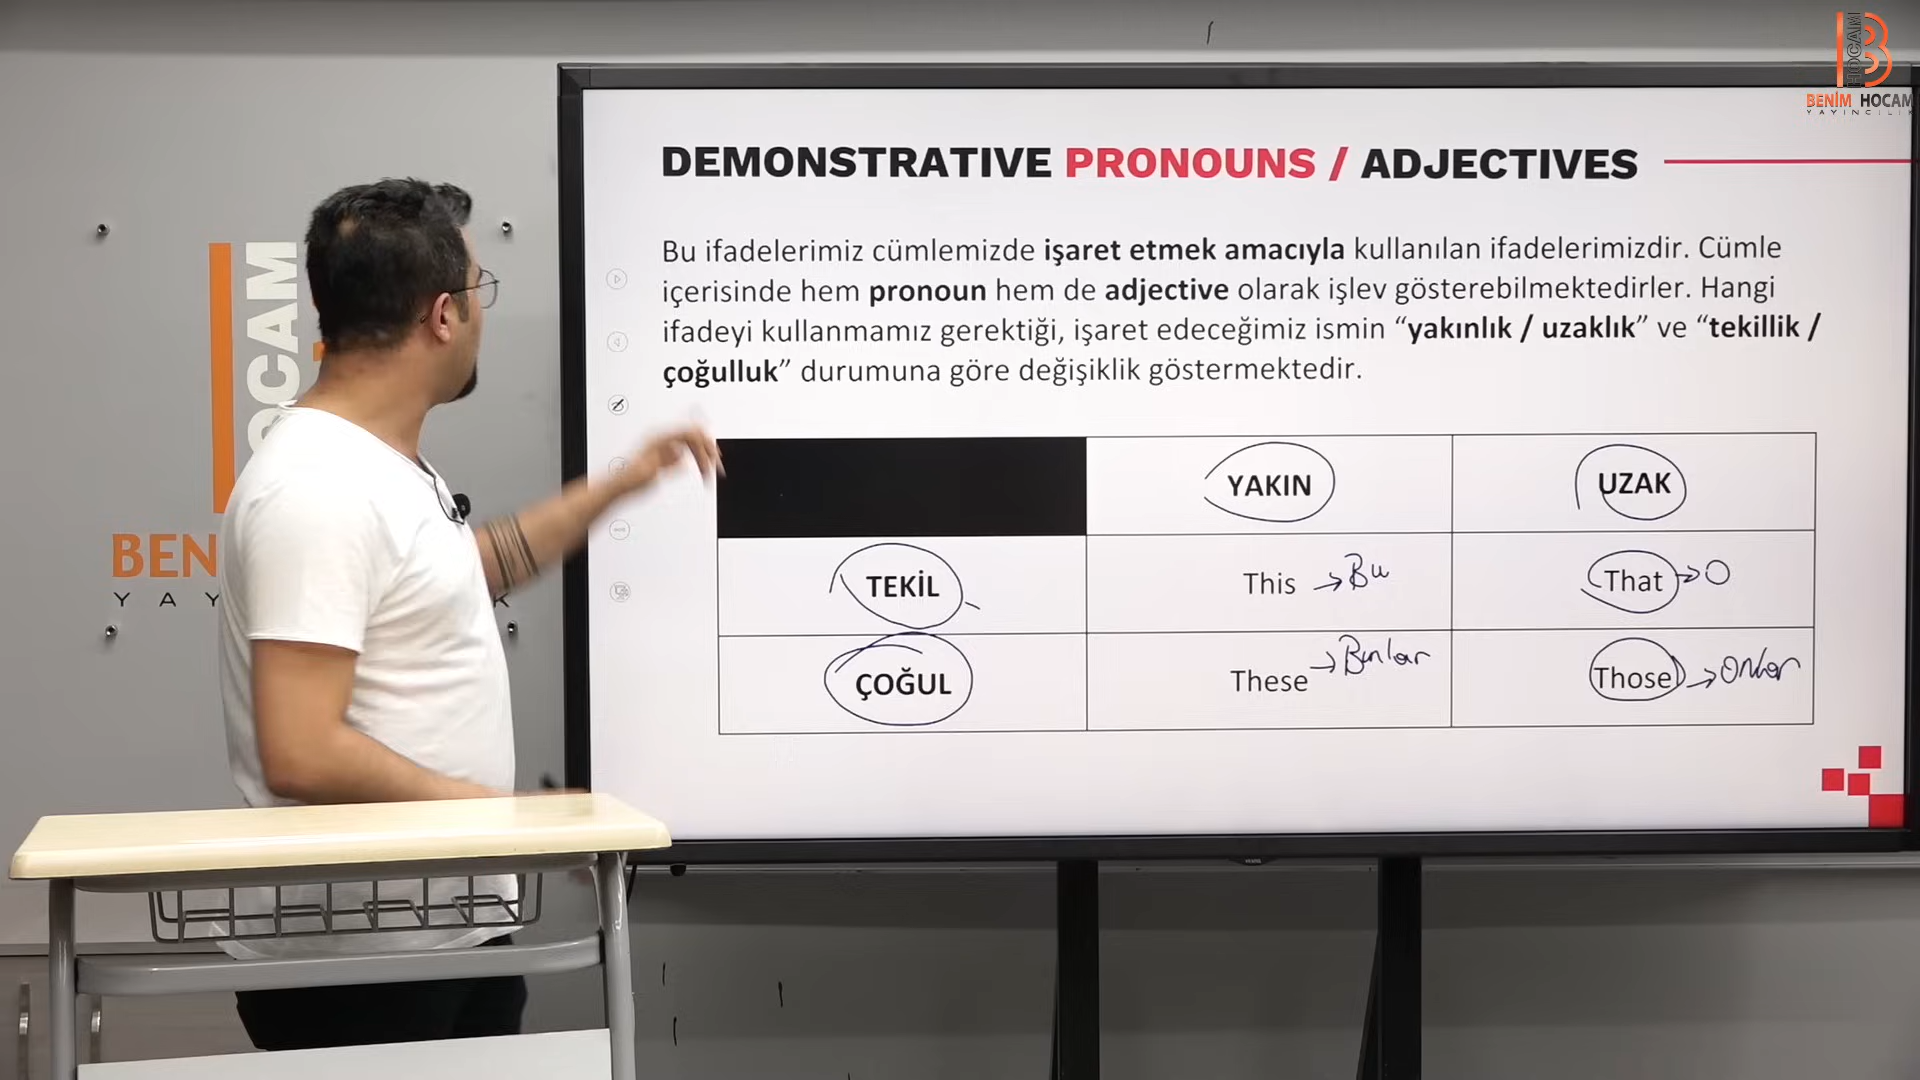 HOCAM
BENİM HOCAM
YAYINCILIK
DEMONSTRATIVE PRONOUNS / ADJECTIVES
Bu ifadelerimiz cümlemizde işaret etmek amacıyla kullanılan ifadelerimizdir. Cümle
içerisinde hem pronoun hem de adjective olarak işlev gösterebilmektedirler. Hangi
ifadeyi kullanmamız gerektiği, işaret edeceğimiz ismin “yakınlık / uzaklık” ve “tekillik /
çoğulluk” durumuna göre değişiklik göstermektedir.
YAKIN
UZAK
TEKİL
This → Bu
That → O
ÇOĞUL
These → Bunlar
Those → Onlar
OCAM
BEN
Y A Y
K